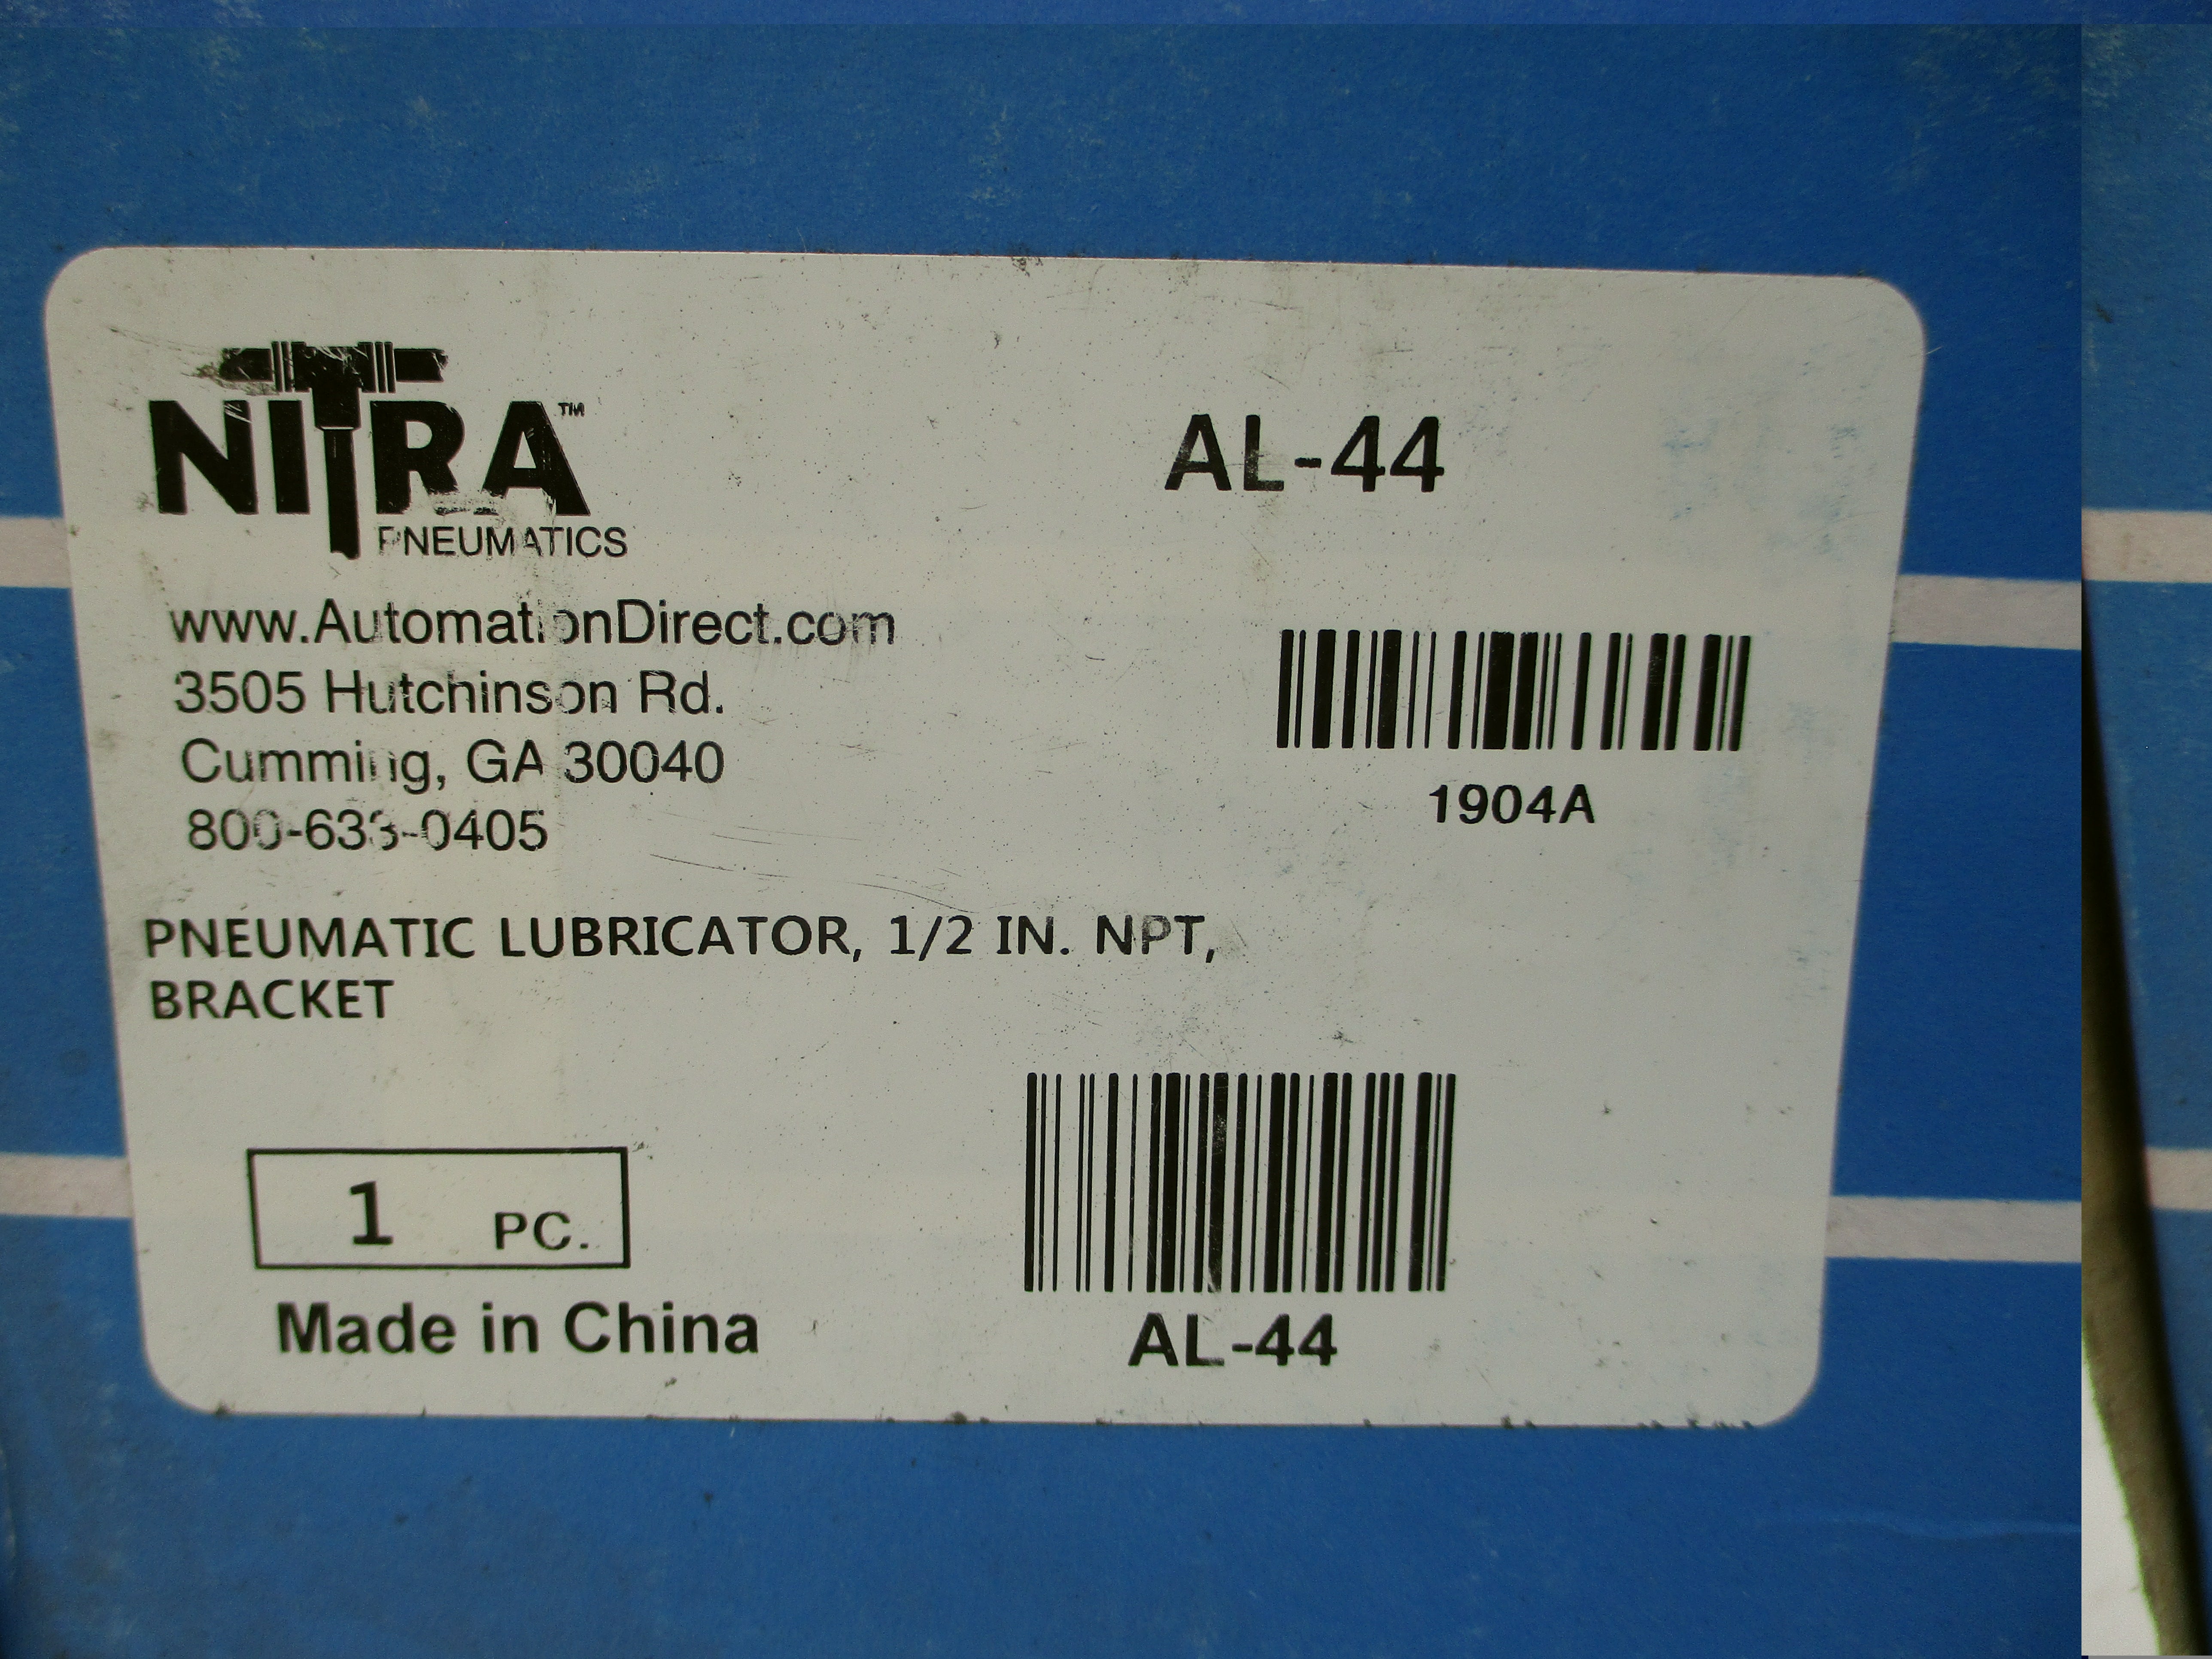 NITRA™
AL-44
PNEUMATICS
www.AutomationDirect.com
3505 Hutchinson Rd.
Cumming, GA 30040
800-633-0405
1904A
PNEUMATIC LUBRICATOR, 1/2 IN. NPT,
BRACKET
1 PC.
Made in China
AL-44